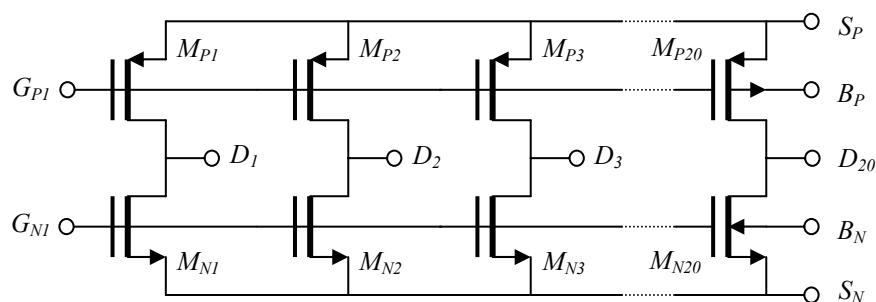 S_P
M_P1 M_P2 M_P3 M_P20
G_P1 B_P
D_1 D_2 D_3 D_20
G_N1 B_N
M_N1 M_N2 M_N3 M_N20
S_N